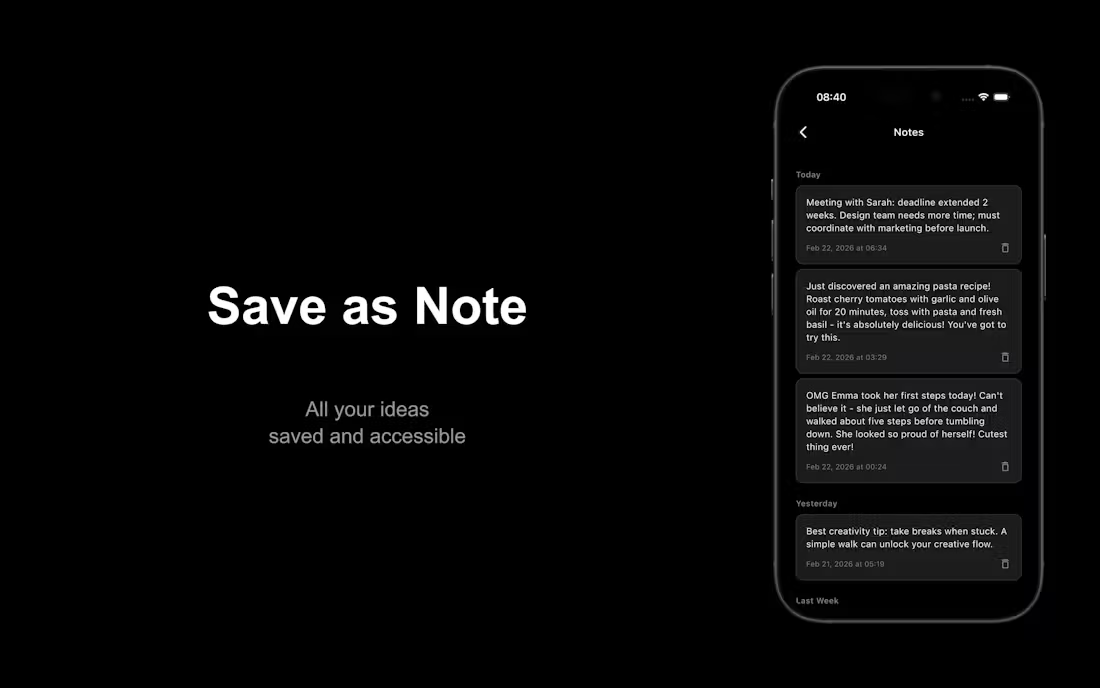 Save as Note
All your ideas
saved and accessible
08:40
Notes
Today
Meeting with Sarah: deadline extended 2
weeks. Design team needs more time; must
coordinate with marketing before launch.
Feb 22, 2026 at 06:34
Just discovered an amazing pasta recipe!
Roast cherry tomatoes with garlic and olive
oil for 20 minutes, toss with pasta and fresh
basil - it's absolutely delicious! You've got to
try this.
Feb 22, 2026 at 03:29
OMG Emma took her first steps today! Can't
believe it - she just let go of the couch and
walked about five steps before tumbling
down. She looked so proud of herself! Cutest
thing ever!
Feb 22, 2026 at 00:24
Yesterday
Best creativity tip: take breaks when stuck. A
simple walk can unlock your creative flow.
Feb 21, 2026 at 05:19
Last Week